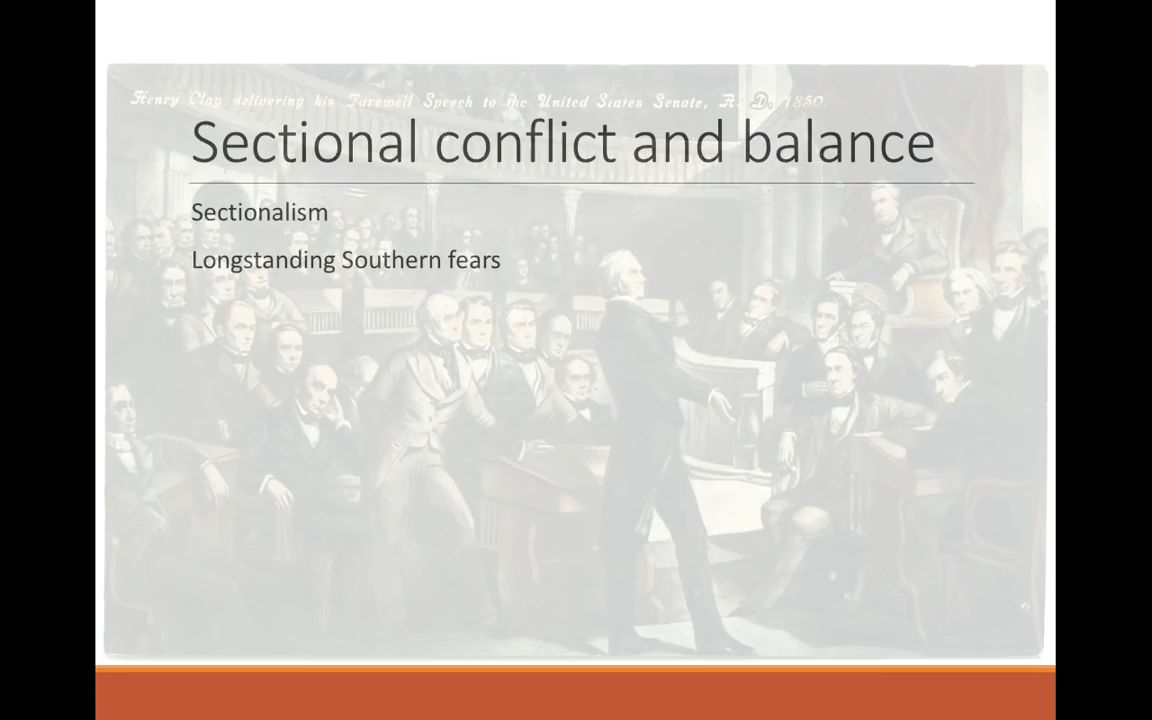 Henry Clay delivering his Farewell Speech to the United States Senate, A. D. 1850.
Sectional conflict and balance
Sectionalism
Longstanding Southern fears